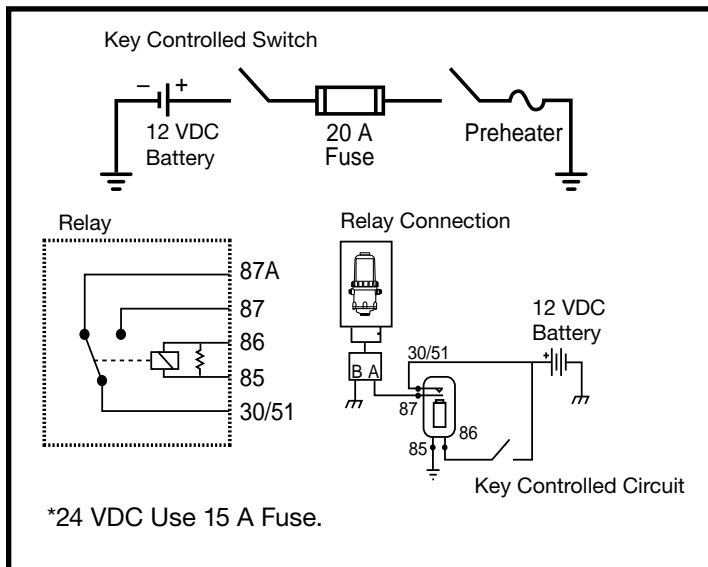 Key Controlled Switch
– +
12 VDC
Battery
20 A
Fuse
Preheater
Relay
87A
87
86
85
30/51
Relay Connection
12 VDC
Battery
+
30/51
B A
87
86
85
Key Controlled Circuit
*24 VDC Use 15 A Fuse.